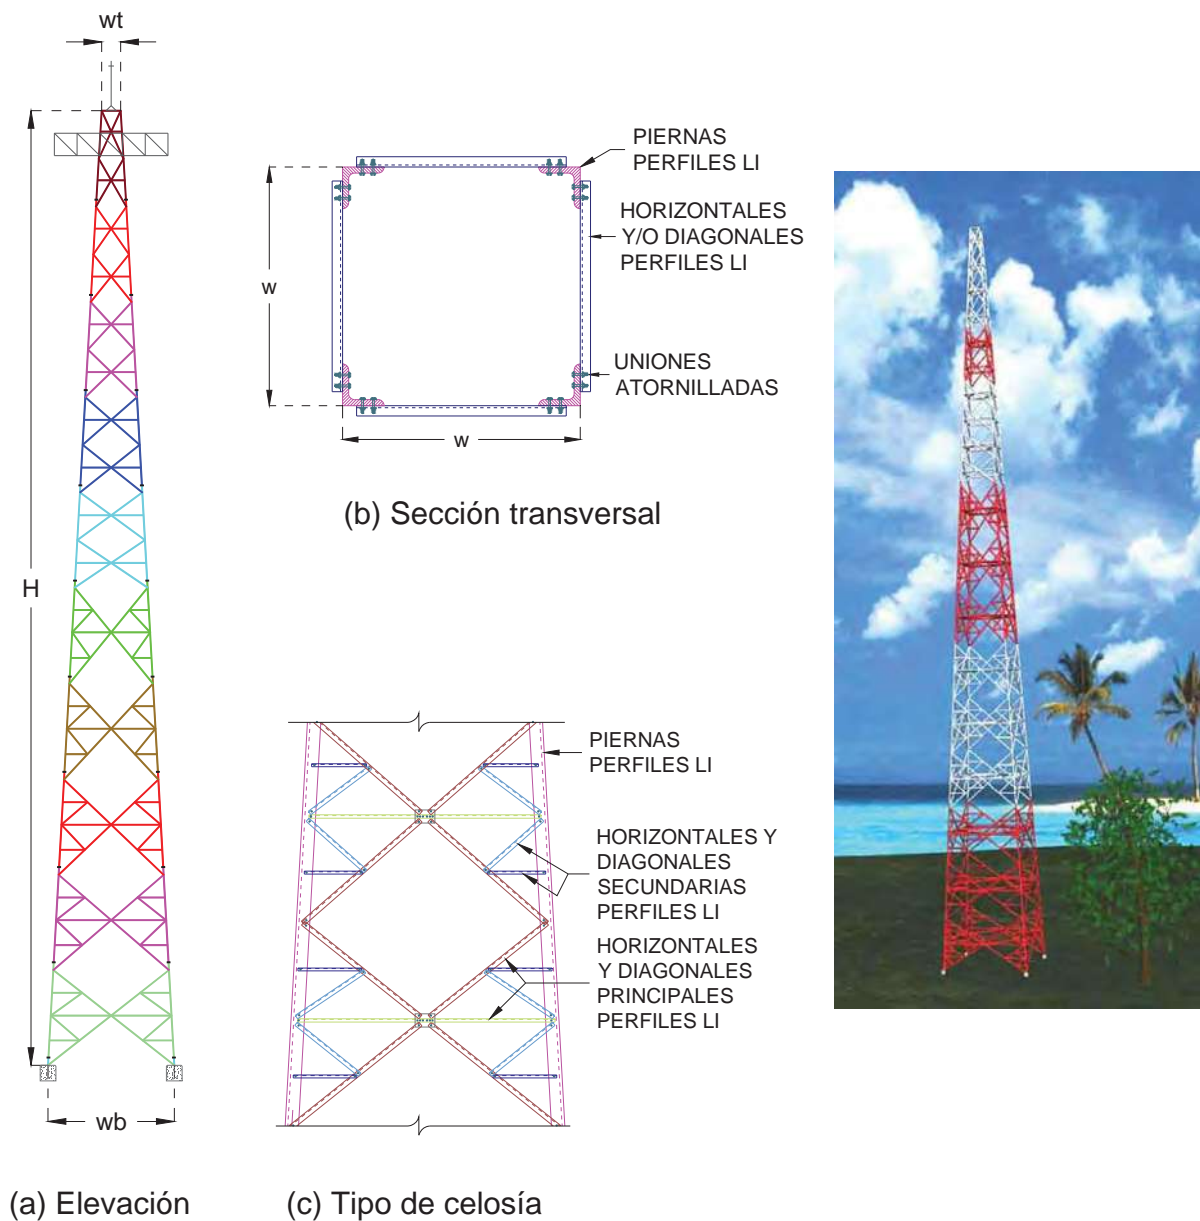 wt
H
wb
(a) Elevación
PIERNAS
PERFILES LI
HORIZONTALES
Y/O DIAGONALES
PERFILES LI
UNIONES
ATORNILLADAS
w
w
(b) Sección transversal
PIERNAS
PERFILES LI
HORIZONTALES Y
DIAGONALES
SECUNDARIAS
PERFILES LI
HORIZONTALES
Y DIAGONALES
PRINCIPALES
PERFILES LI
(c) Tipo de celosía